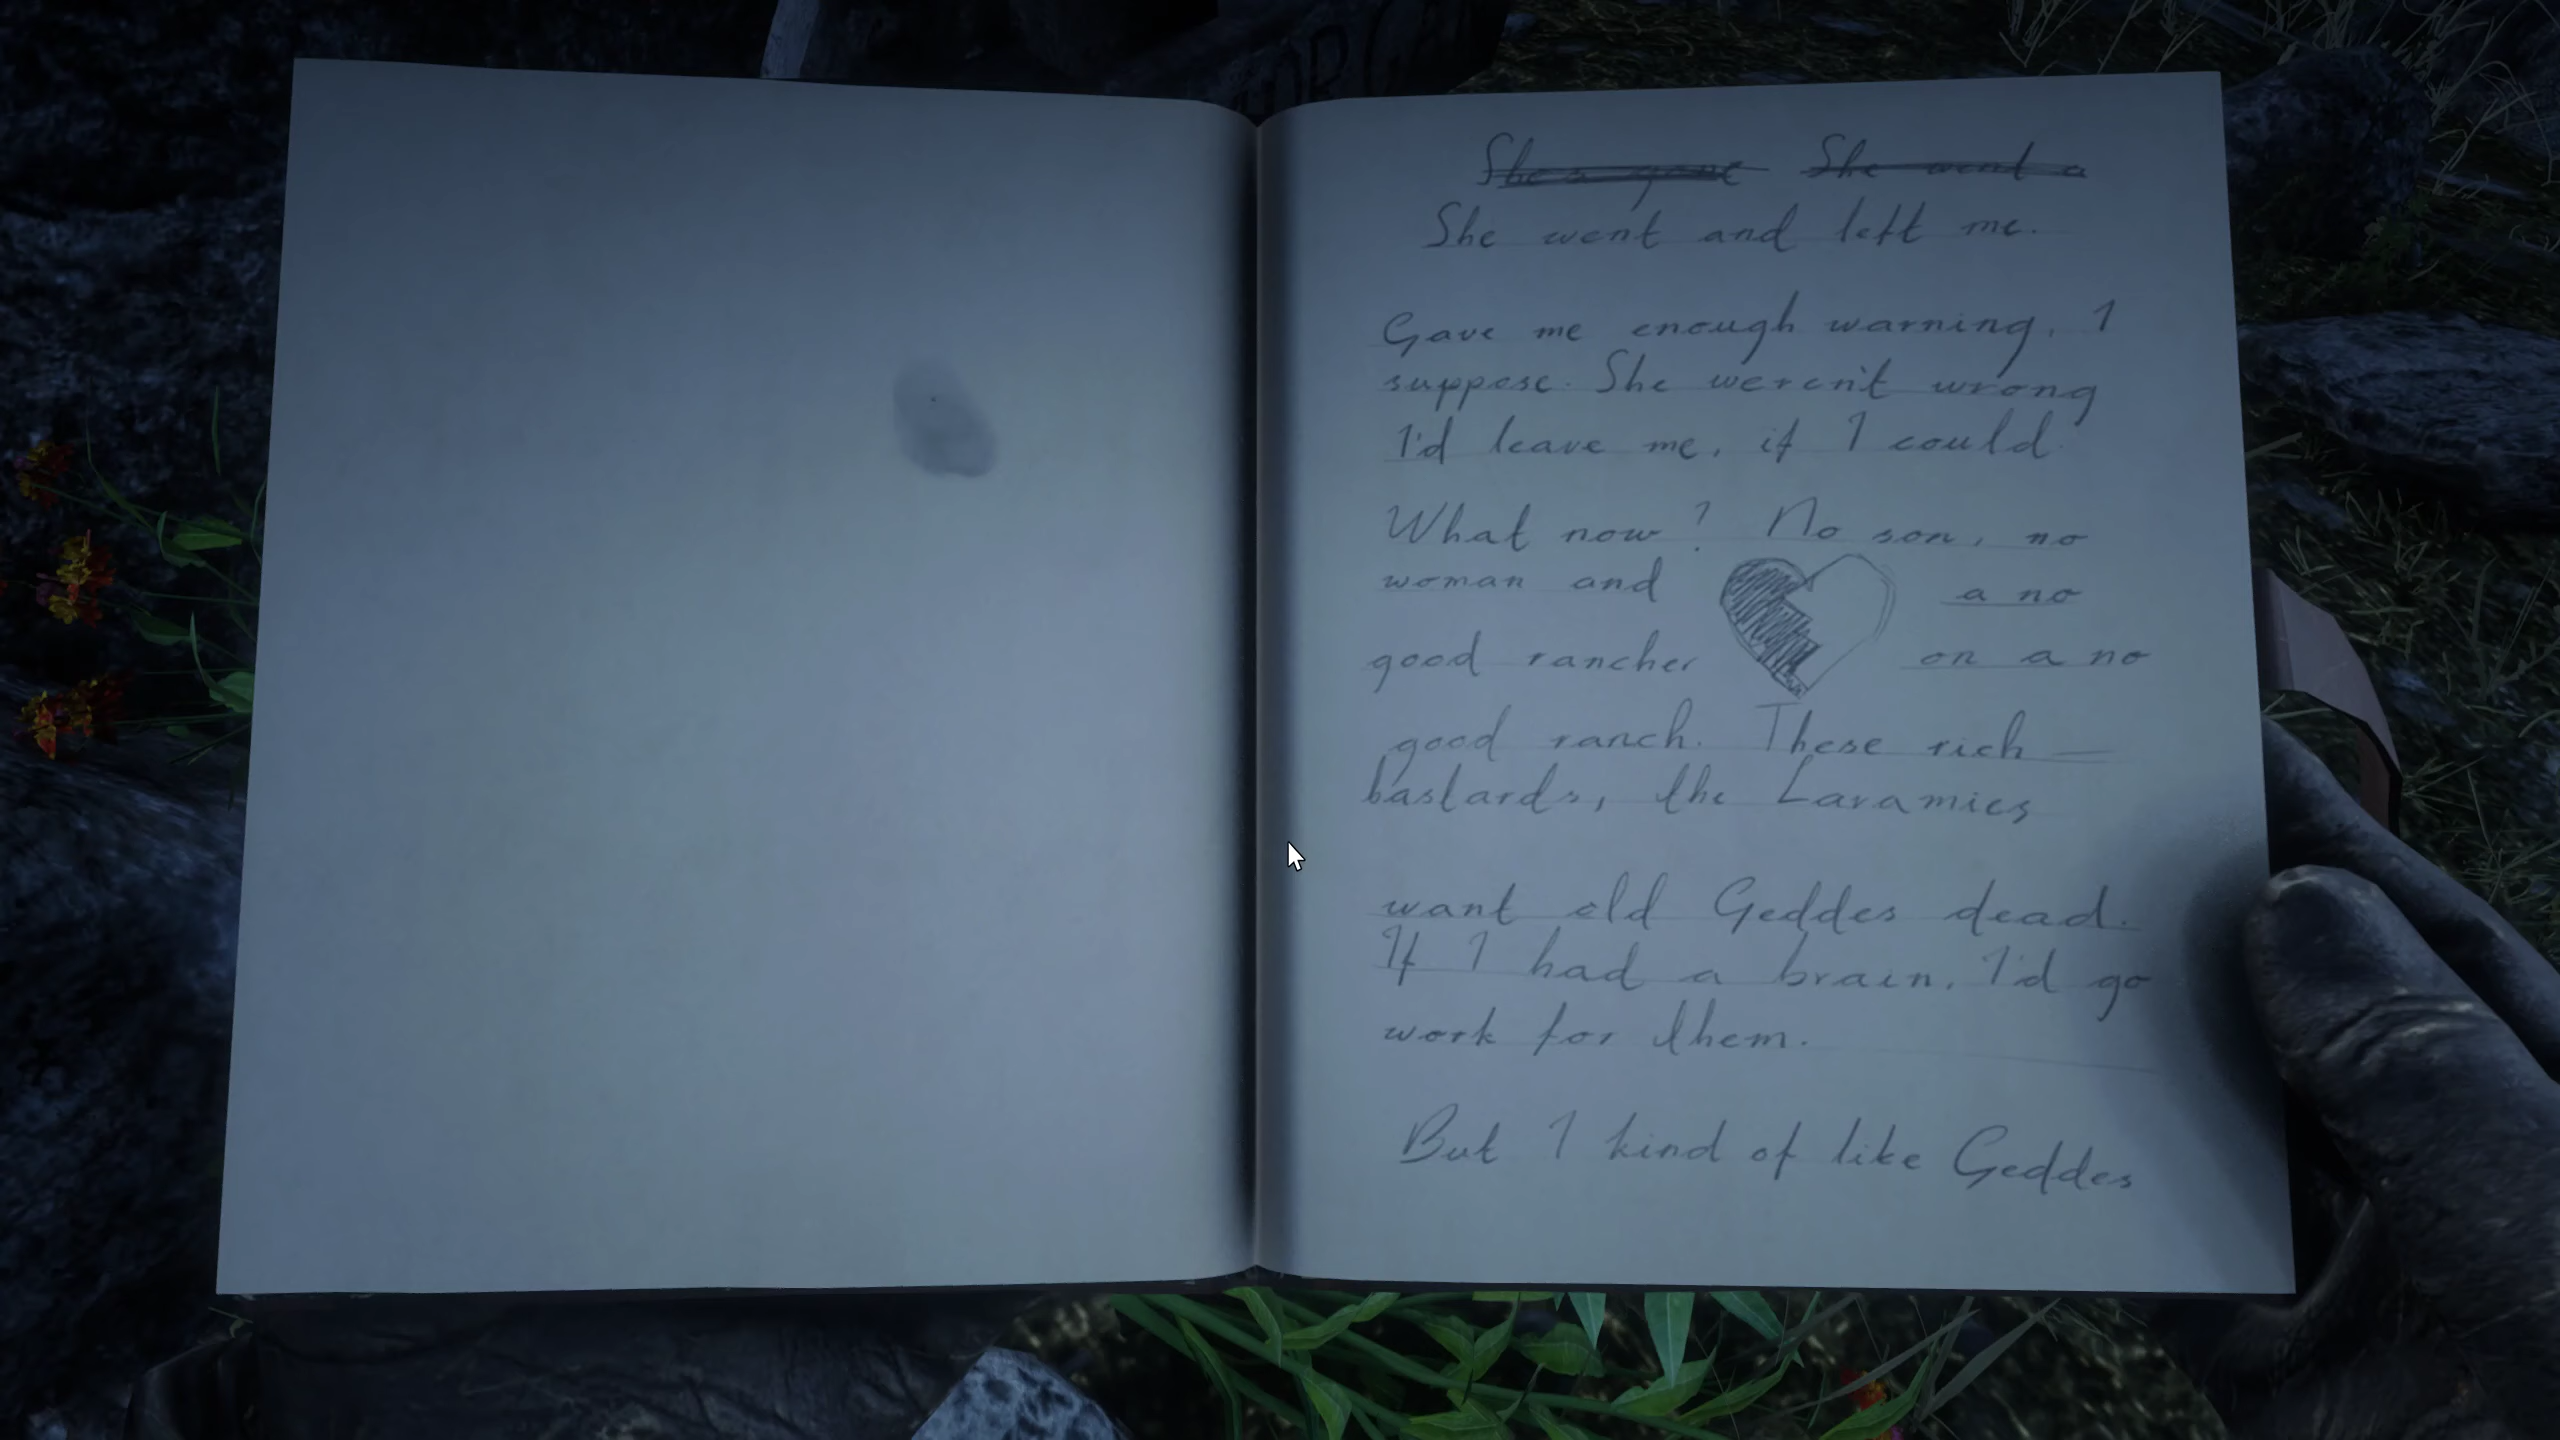 She's gone She went a
She went and left me.
Gave me enough warning, I
suppose. She weren't wrong
I'd leave me, if I could
What now? No son, no
woman and a no
good rancher on a no
good ranch. These rich
bastards, the Laramies
want old Geddes dead.
If I had a brain, I'd go
work for them.
But I kind of like Geddes